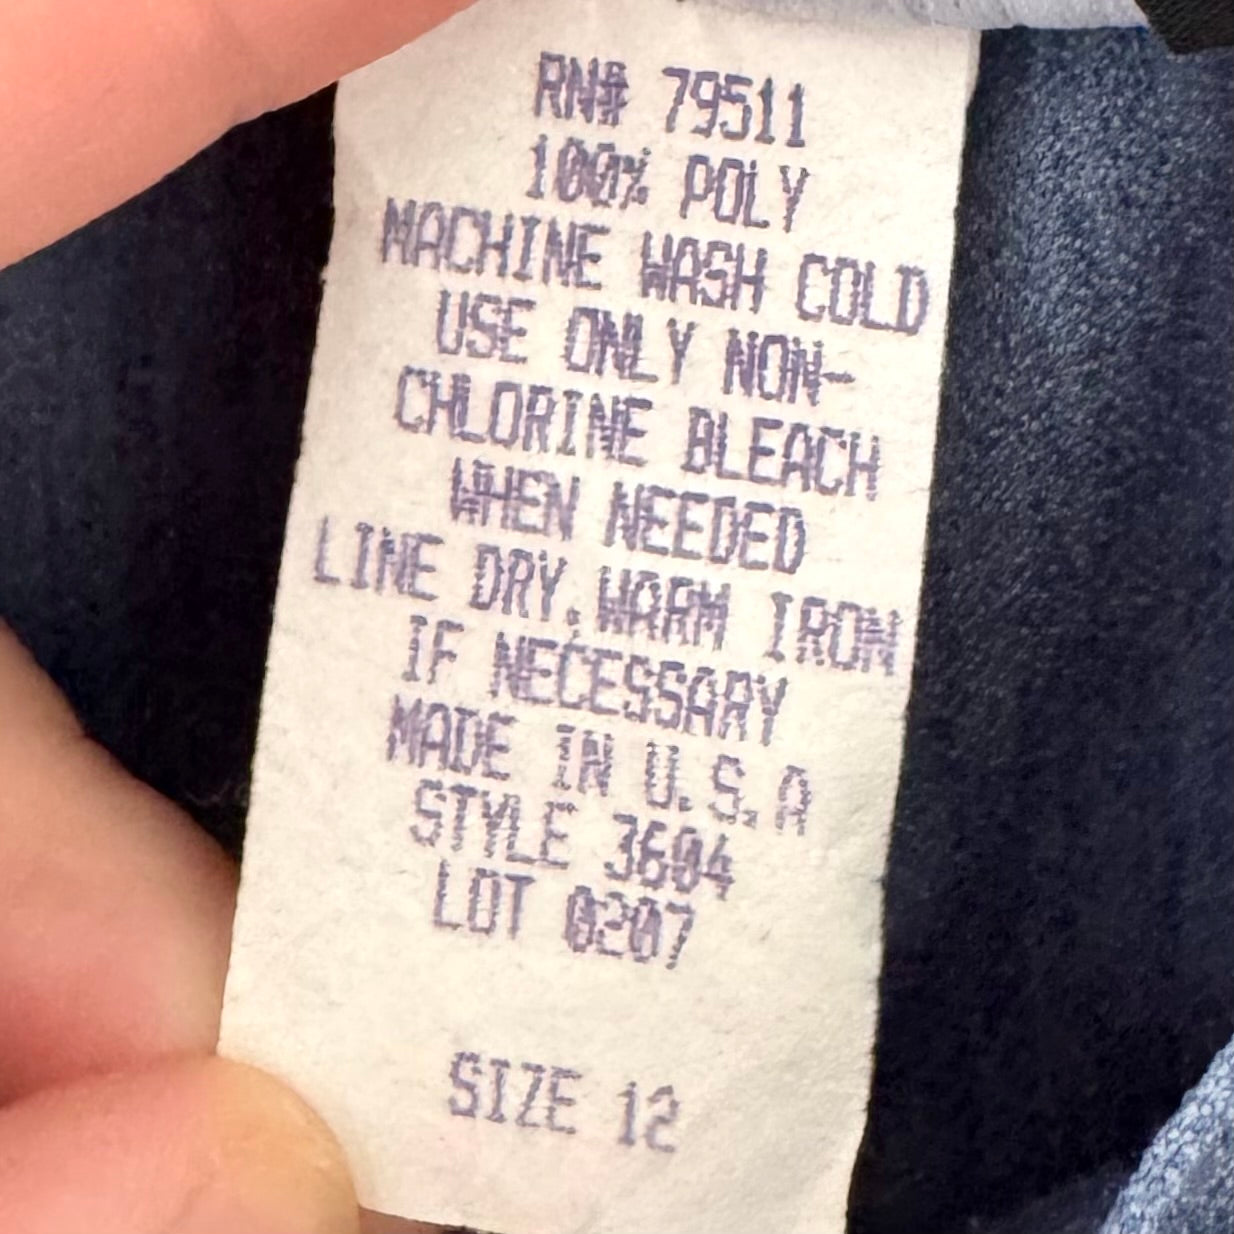 RN# 79511
100% POLY
MACHINE WASH COLD
USE ONLY NON-
CHLORINE BLEACH
WHEN NEEDED
LINE DRY, WARM IRON
IF NECESSARY
MADE IN U.S.A
STYLE 3604
LOT 0207
SIZE 12